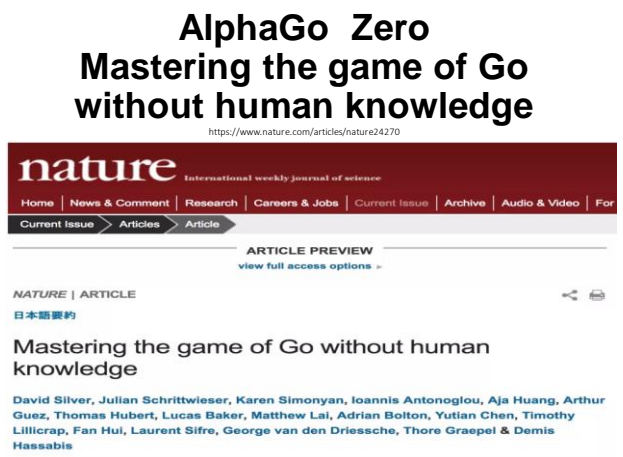 AlphaGo Zero
Mastering the game of Go
without human knowledge
https://www.nature.com/articles/nature24270
nature International weekly journal of science
Home | News & Comment | Research | Careers & Jobs | Current Issue | Archive | Audio & Video | For
Current Issue Articles Article
ARTICLE PREVIEW
view full access options
NATURE | ARTICLE
日本語要約
Mastering the game of Go without human
knowledge
David Silver, Julian Schrittwieser, Karen Simonyan, Ioannis Antonoglou, Aja Huang, Arthur
Guez, Thomas Hubert, Lucas Baker, Matthew Lai, Adrian Bolton, Yutian Chen, Timothy
Lillicrap, Fan Hui, Laurent Sifre, George van den Driessche, Thore Graepel & Demis
Hassabis